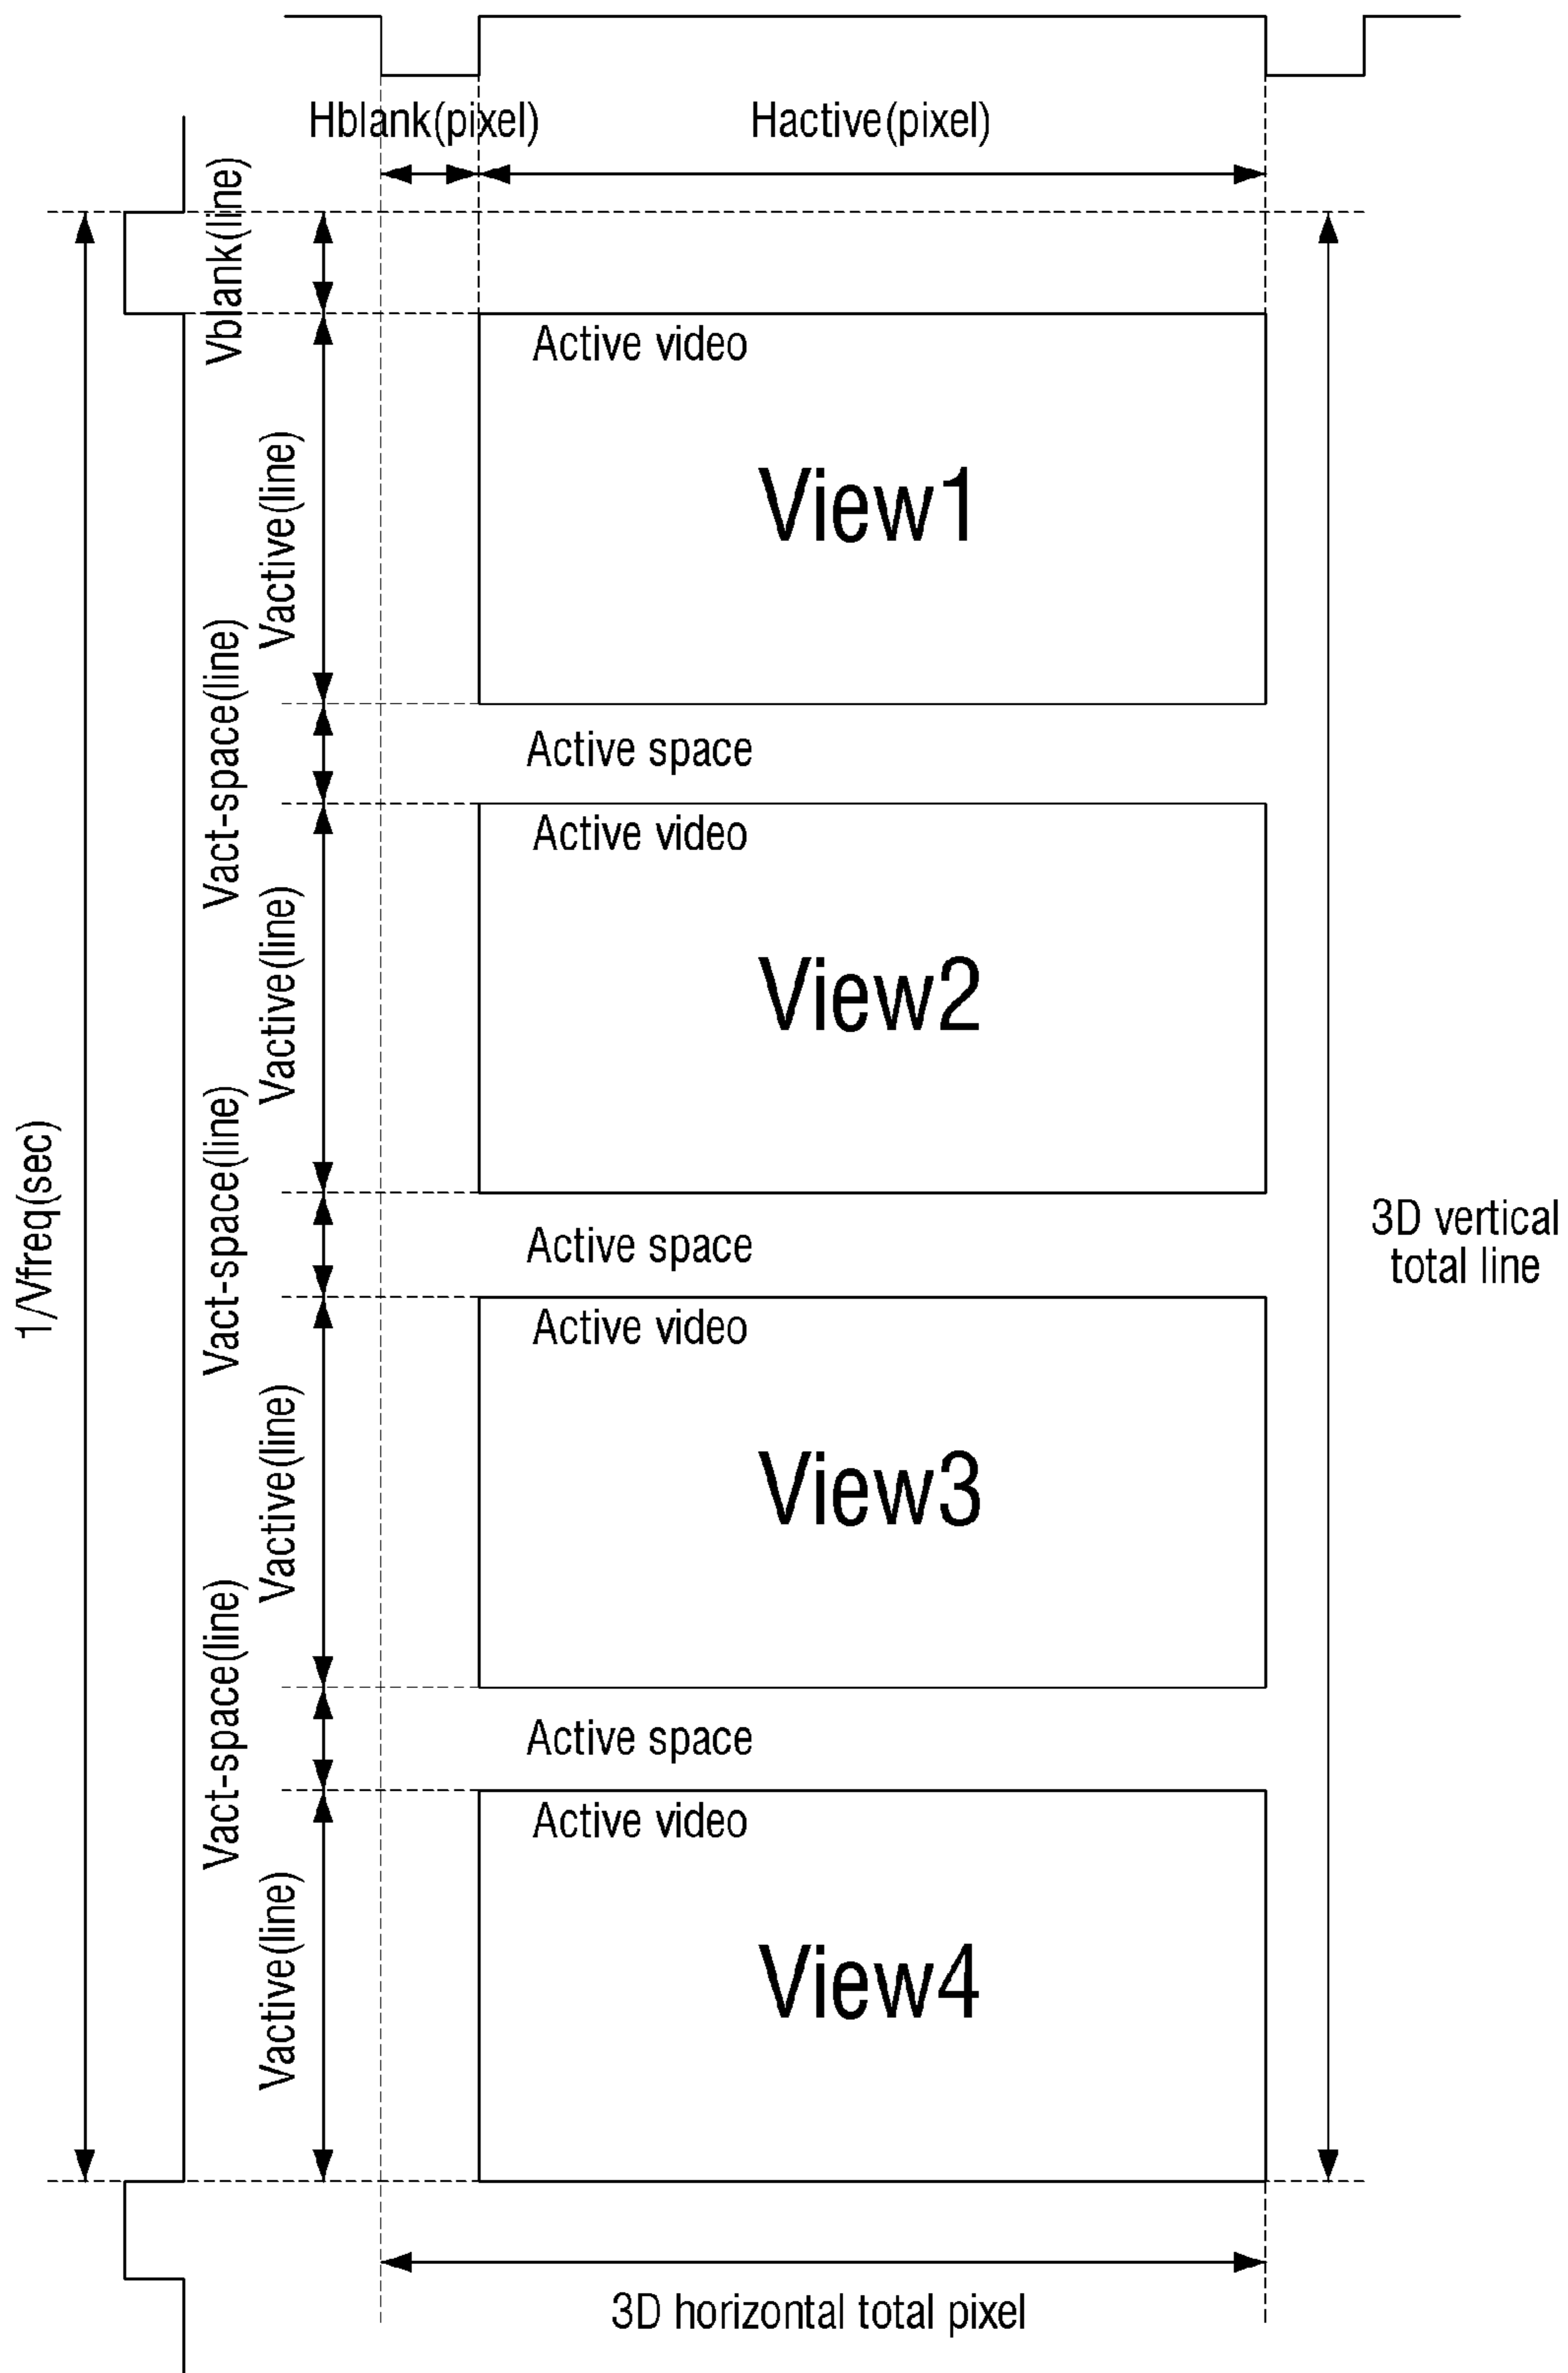 Hblank(pixel)
Hactive(pixel)
Vblank(line)
Active video
Vactive(line)
View1
Vact-space(line)
Active space
Active video
Vactive(line)
View2
Vact-space(line)
Active space
1/Vfreq(sec)
3D vertical
total line
Active video
Vactive(line)
View3
Vact-space(line)
Active space
Active video
Vactive(line)
View4
3D horizontal total pixel